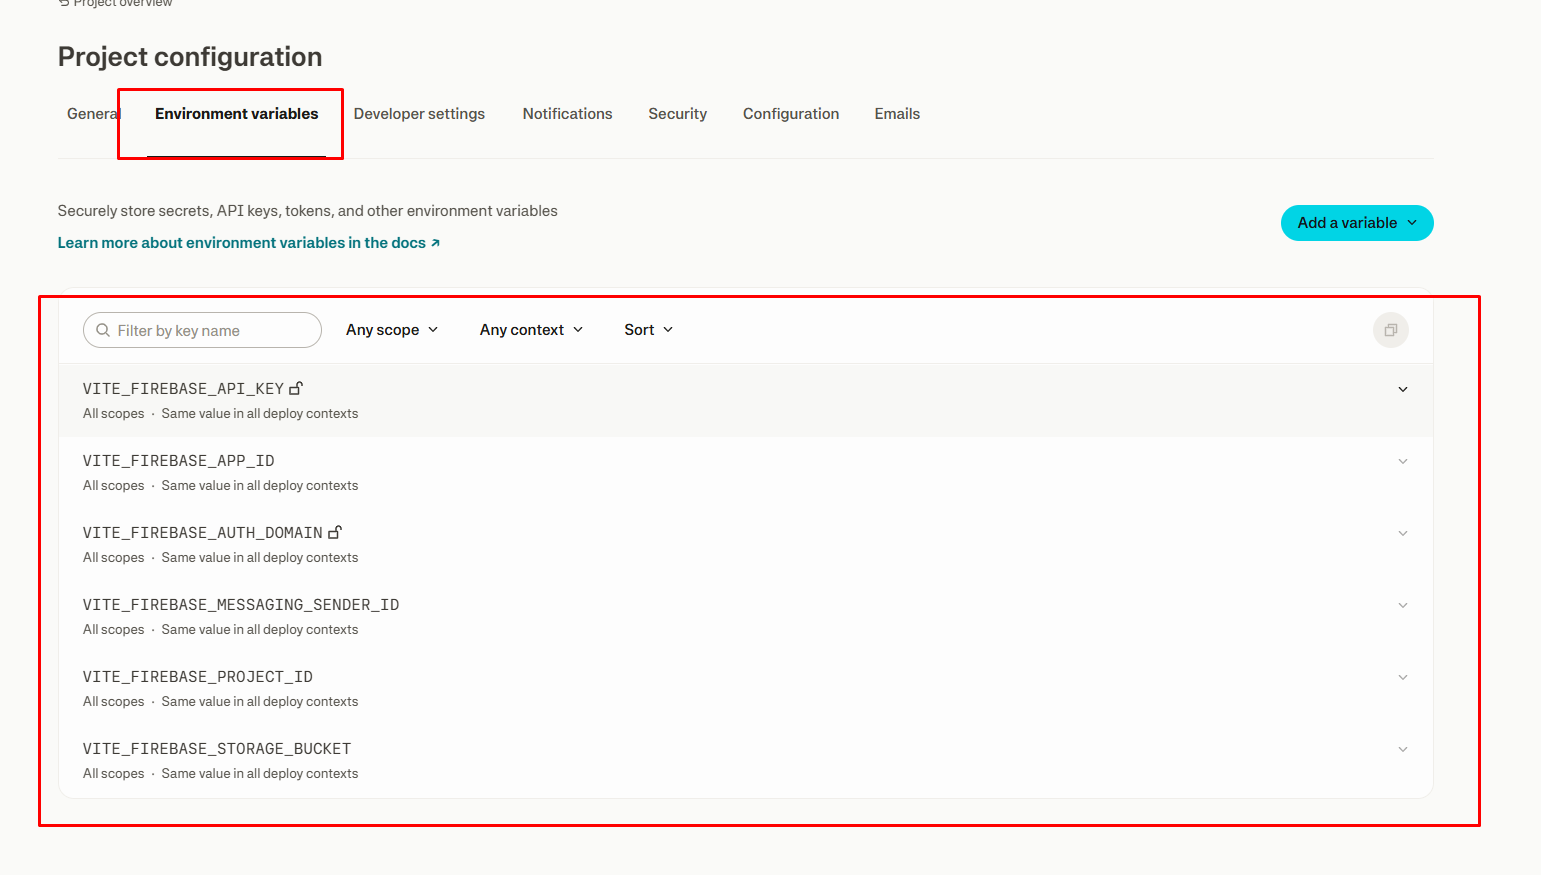 Project overview
Project configuration
General Environment variables Developer settings Notifications Security Configuration Emails
Securely store secrets, API keys, tokens, and other environment variables
Learn more about environment variables in the docs
Add a variable
Filter by key name Any scope Any context Sort
VITE_FIREBASE_API_KEY
All scopes · Same value in all deploy contexts
VITE_FIREBASE_APP_ID
All scopes · Same value in all deploy contexts
VITE_FIREBASE_AUTH_DOMAIN
All scopes · Same value in all deploy contexts
VITE_FIREBASE_MESSAGING_SENDER_ID
All scopes · Same value in all deploy contexts
VITE_FIREBASE_PROJECT_ID
All scopes · Same value in all deploy contexts
VITE_FIREBASE_STORAGE_BUCKET
All scopes · Same value in all deploy contexts